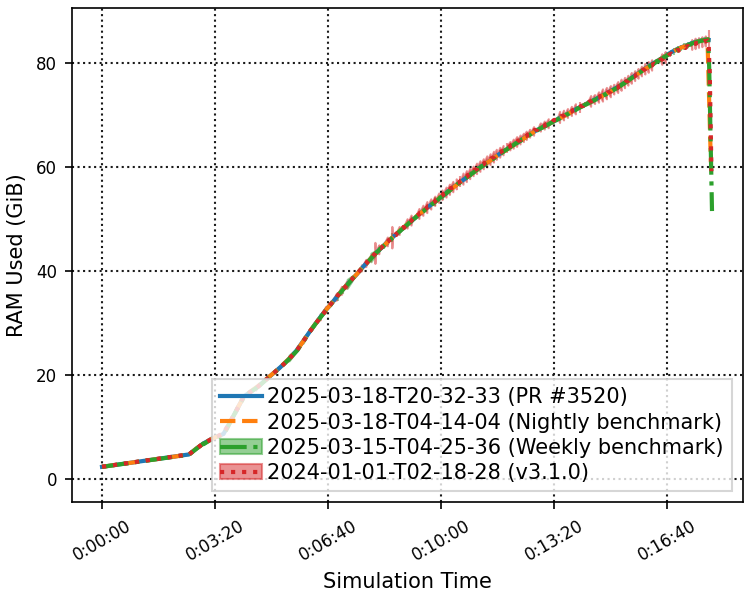 RAM Used (GiB)
80
60
40
20
0
2025-03-18-T20-32-33 (PR #3520)
2025-03-18-T04-14-04 (Nightly benchmark)
2025-03-15-T04-25-36 (Weekly benchmark)
2024-01-01-T02-18-28 (v3.1.0)
0:00:00
0:03:20
0:06:40
0:10:00
0:13:20
0:16:40
Simulation Time